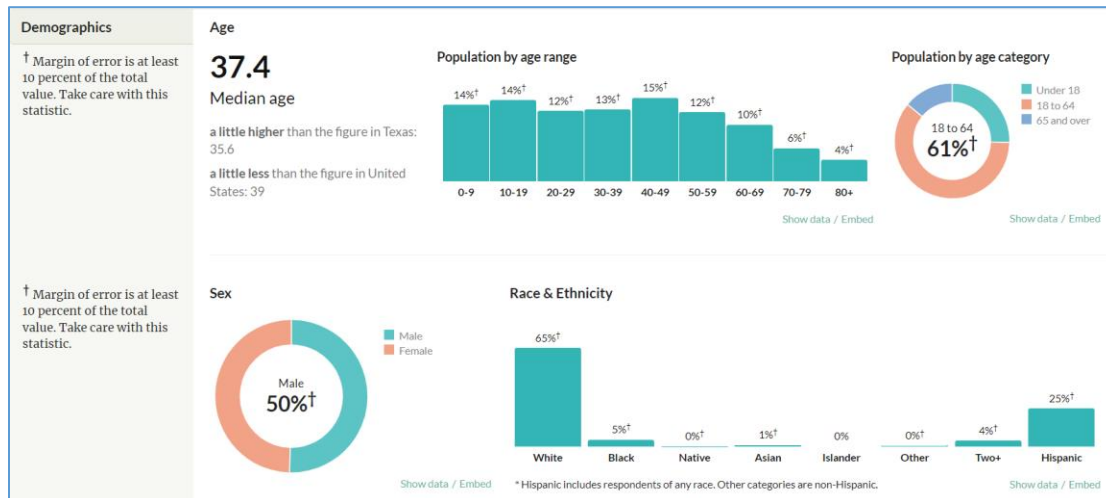 Demographics
† Margin of error is at least
10 percent of the total
value. Take care with this
statistic.
Age
37.4
Median age
a little higher than the figure in Texas:
35.6
a little less than the figure in United
States: 39
Population by age range
14%† 14%† 12%† 13%† 15%† 12%† 10%† 6%† 4%†
0-9 10-19 20-29 30-39 40-49 50-59 60-69 70-79 80+
Show data / Embed
Population by age category
18 to 64
61%†
Under 18
18 to 64
65 and over
Show data / Embed
† Margin of error is at least
10 percent of the total
value. Take care with this
statistic.
Sex
Male
50%†
Male
Female
Show data / Embed
Race & Ethnicity
65%† 5%† 0%† 1%† 0% 0%† 4%† 25%†
White Black Native Asian Islander Other Two+ Hispanic
* Hispanic includes respondents of any race. Other categories are non-Hispanic.
Show data / Embed